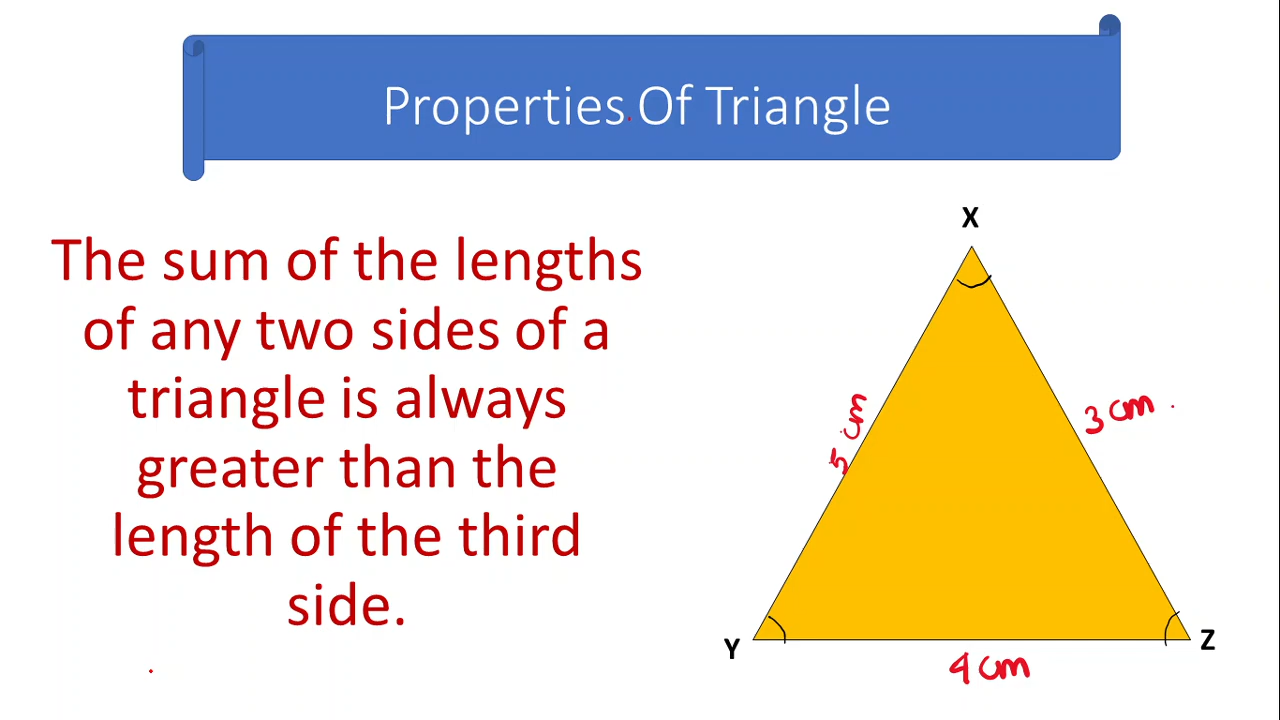 Properties Of Triangle
The sum of the lengths
of any two sides of a
triangle is always
greater than the
length of the third
side.
X
5 cm
3 cm
Y
Z
4 cm